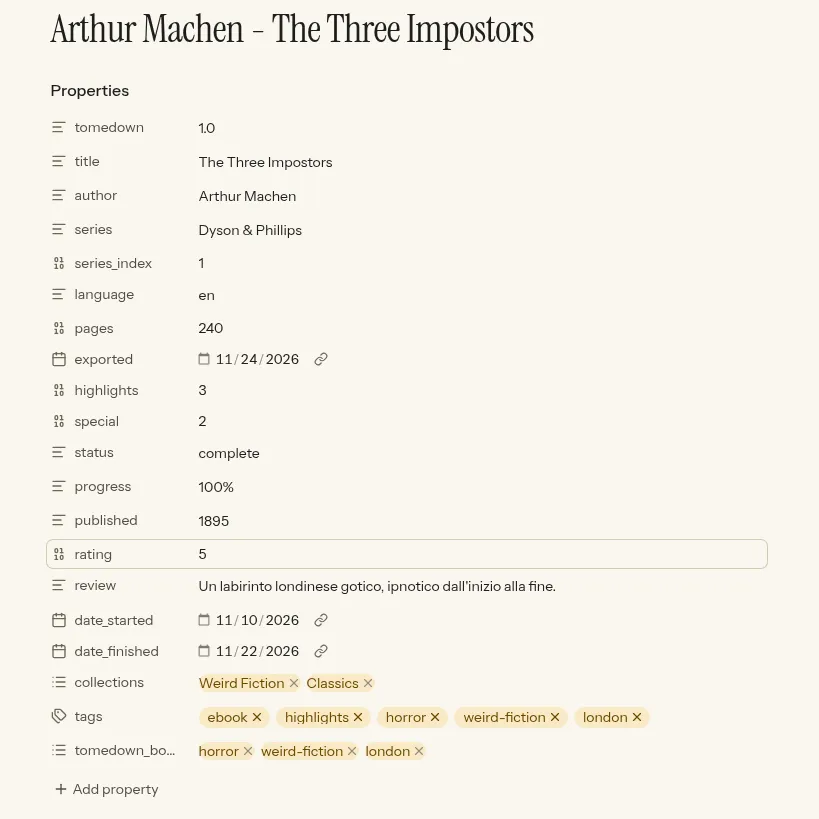 Arthur Machen – The Three Impostors
Properties
tomedown 1.0
title The Three Impostors
author Arthur Machen
series Dyson & Phillips
series_index 1
language en
pages 240
exported 11/24/2026
highlights 3
special 2
status complete
progress 100%
published 1895
rating 5
review Un labirinto londinese gotico, ipnotico dall'inizio alla fine.
date_started 11/10/2026
date_finished 11/22/2026
collections Weird Fiction × Classics ×
tags ebook × highlights × horror × weird-fiction × london ×
tomedown_bo... horror × weird-fiction × london ×
+ Add property